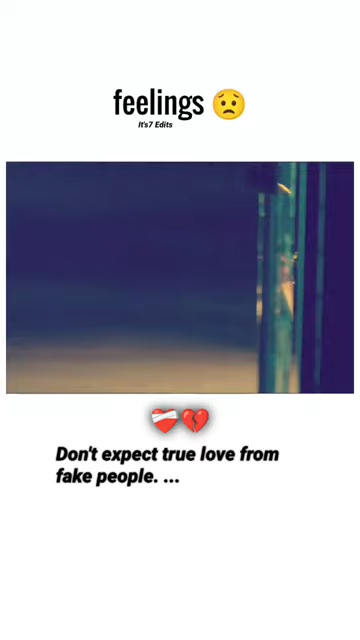 feelings 😟
It's7 Edits
❤️‍🩹💔
Don't expect true love from
fake people. ...